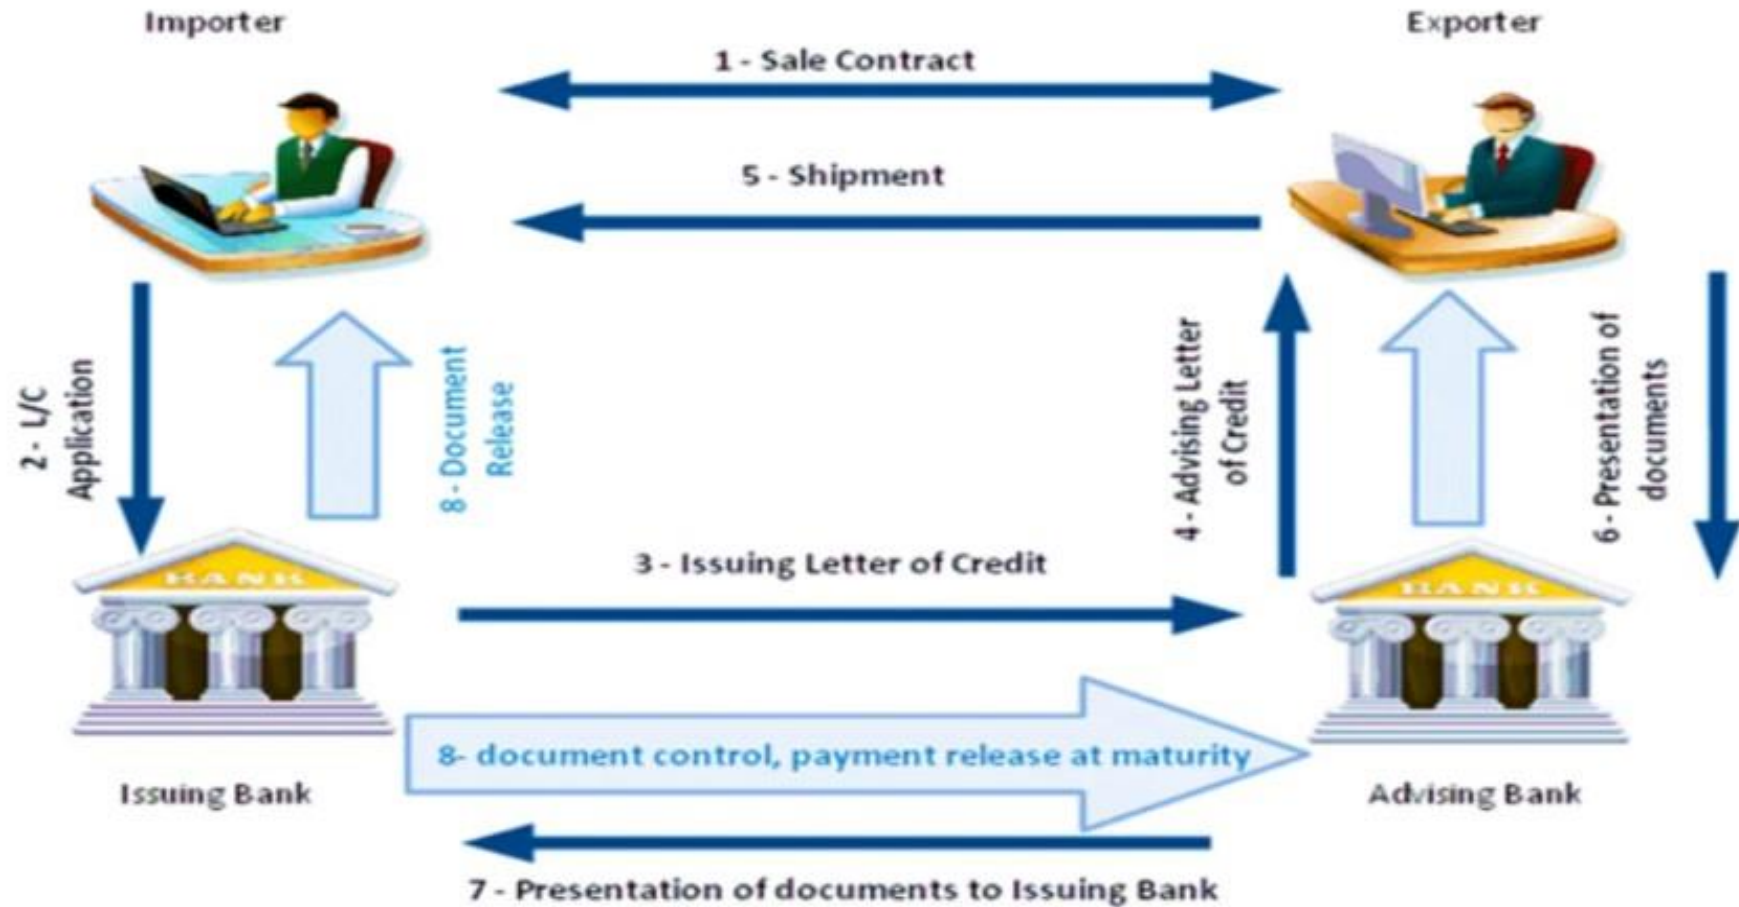 Importer
Exporter
1 - Sale Contract
5 - Shipment
2 - L/C
Application
8 - Document
Release
4 - Advising Letter
of Credit
6 - Presentation of
documents
3 - Issuing Letter of Credit
BANK
BANK
8- document control, payment release at maturity
Issuing Bank
Advising Bank
7 - Presentation of documents to Issuing Bank